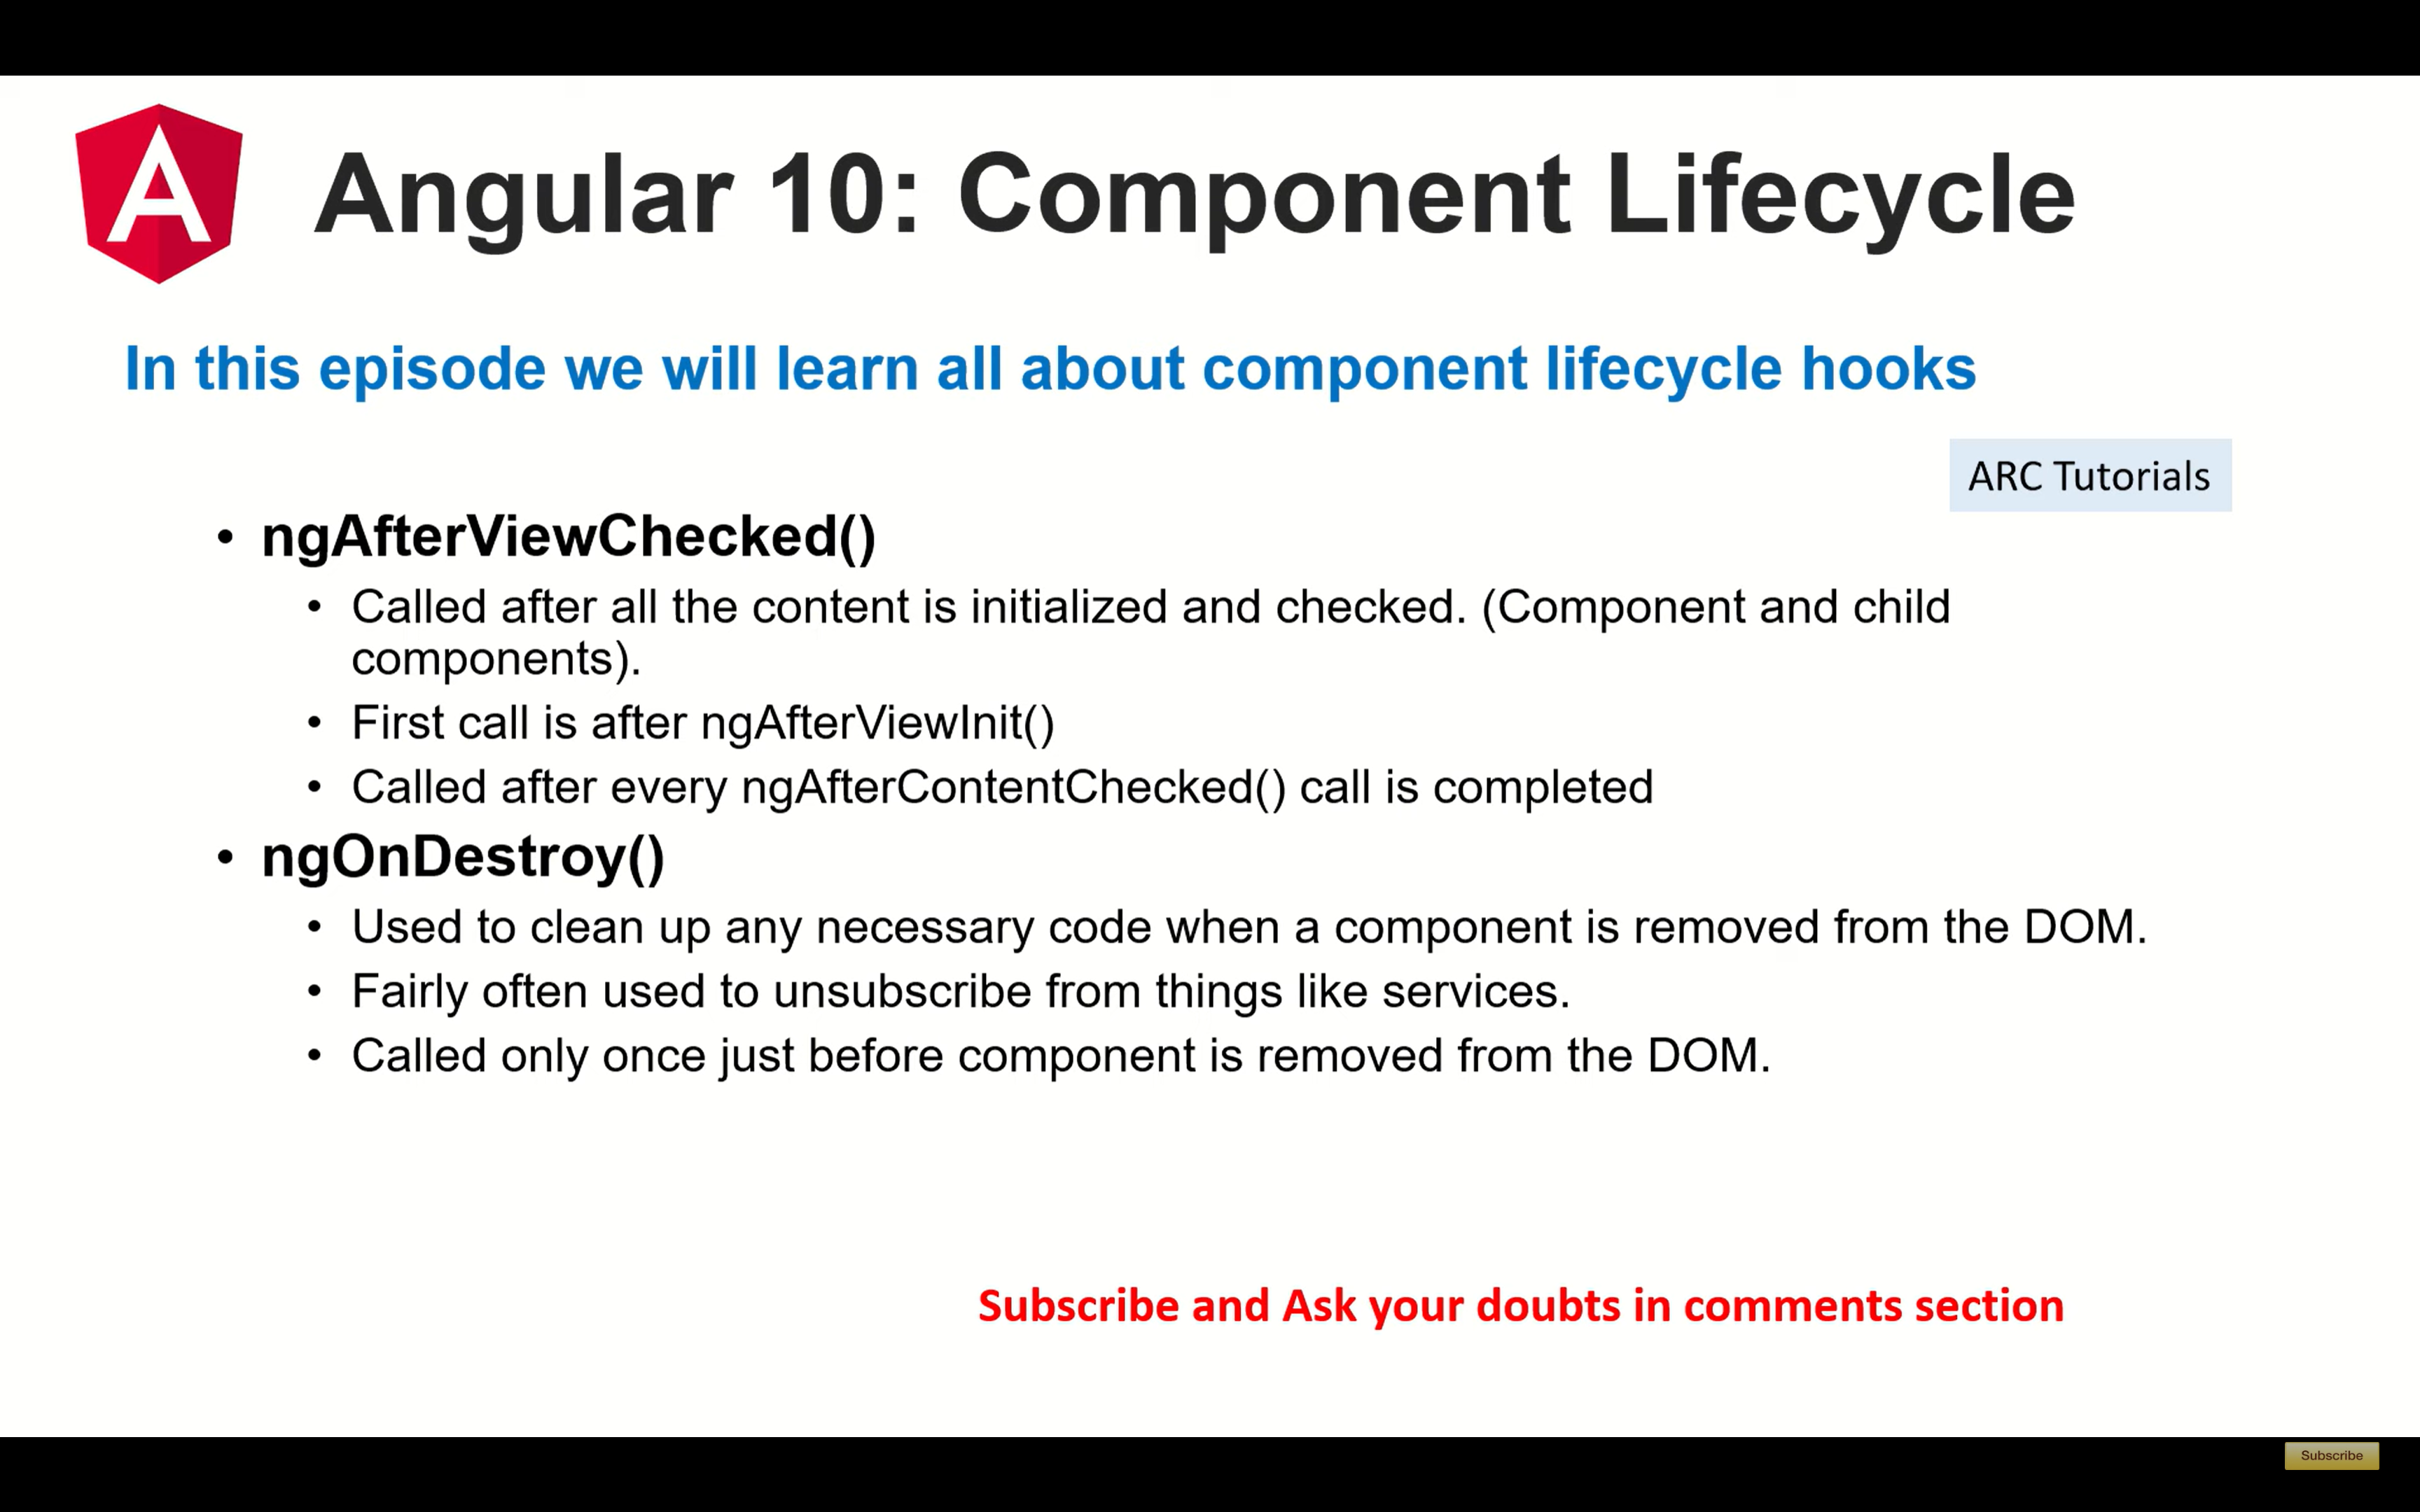 Angular 10: Component Lifecycle
In this episode we will learn all about component lifecycle hooks
ARC Tutorials
• ngAfterViewChecked()
• Called after all the content is initialized and checked. (Component and child
components).
• First call is after ngAfterViewInit()
• Called after every ngAfterContentChecked() call is completed
• ngOnDestroy()
• Used to clean up any necessary code when a component is removed from the DOM.
• Fairly often used to unsubscribe from things like services.
• Called only once just before component is removed from the DOM.
Subscribe and Ask your doubts in comments section
Subscribe